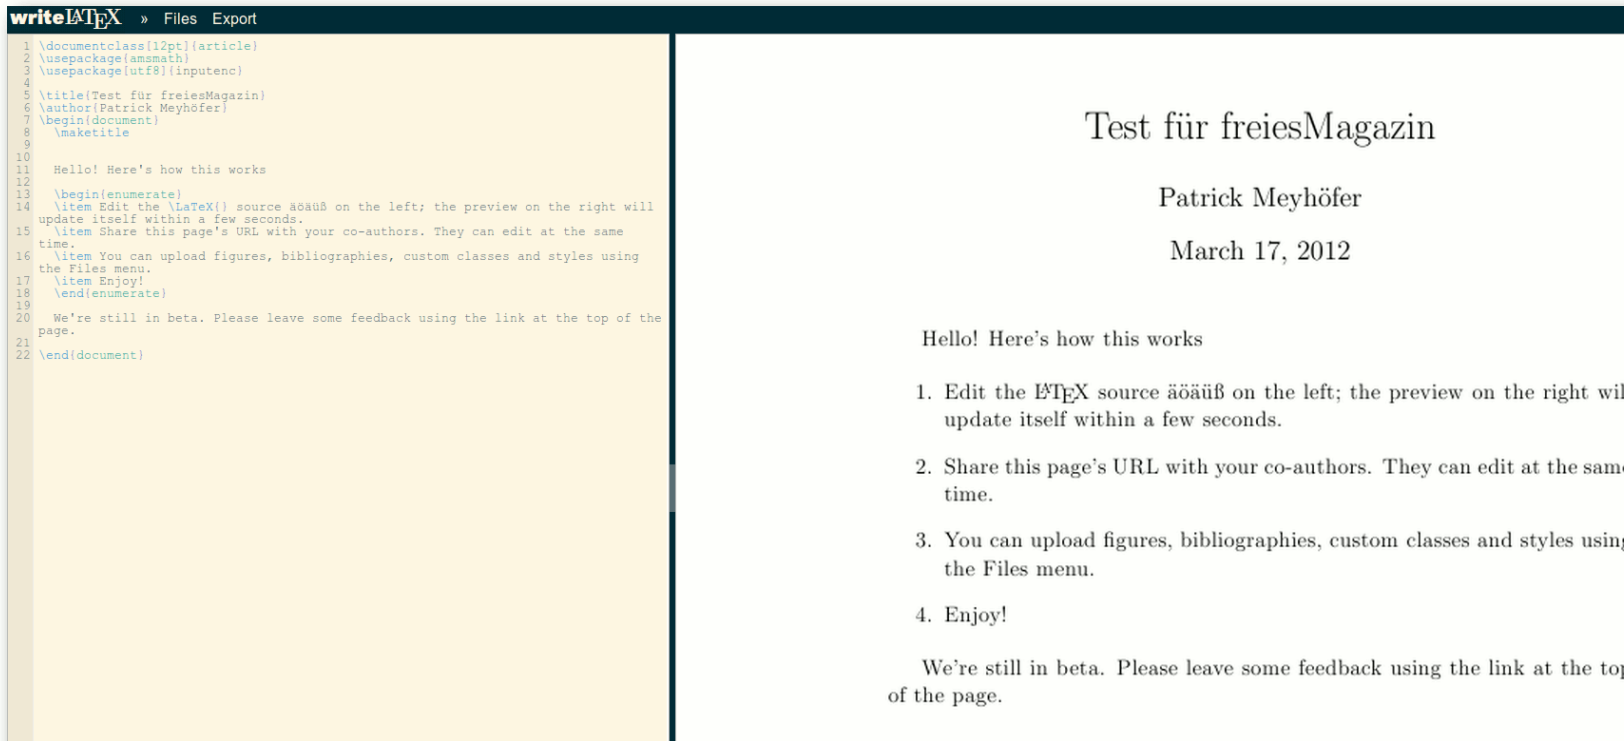 writeLATEX » Files Export
1 \documentclass[12pt]{article}
2 \usepackage{amsmath}
3 \usepackage[utf8]{inputenc}
4
5 \title{Test für freiesMagazin}
6 \author{Patrick Meyhöfer}
7 \begin{document}
8 \maketitle
9
10
11 Hello! Here's how this works
12
13 \begin{enumerate}
14 \item Edit the \LaTeX{} source äöäüß on the left; the preview on the right will
update itself within a few seconds.
15 \item Share this page's URL with your co-authors. They can edit at the same
time.
16 \item You can upload figures, bibliographies, custom classes and styles using
the Files menu.
17 \item Enjoy!
18 \end{enumerate}
19
20 We're still in beta. Please leave some feedback using the link at the top of the
page.
21
22 \end{document}
Test für freiesMagazin
Patrick Meyhöfer
March 17, 2012
Hello! Here's how this works
1. Edit the LATEX source äöäüß on the left; the preview on the right wil
update itself within a few seconds.
2. Share this page's URL with your co-authors. They can edit at the sam
time.
3. You can upload figures, bibliographies, custom classes and styles using
the Files menu.
4. Enjoy!
We're still in beta. Please leave some feedback using the link at the top
of the page.